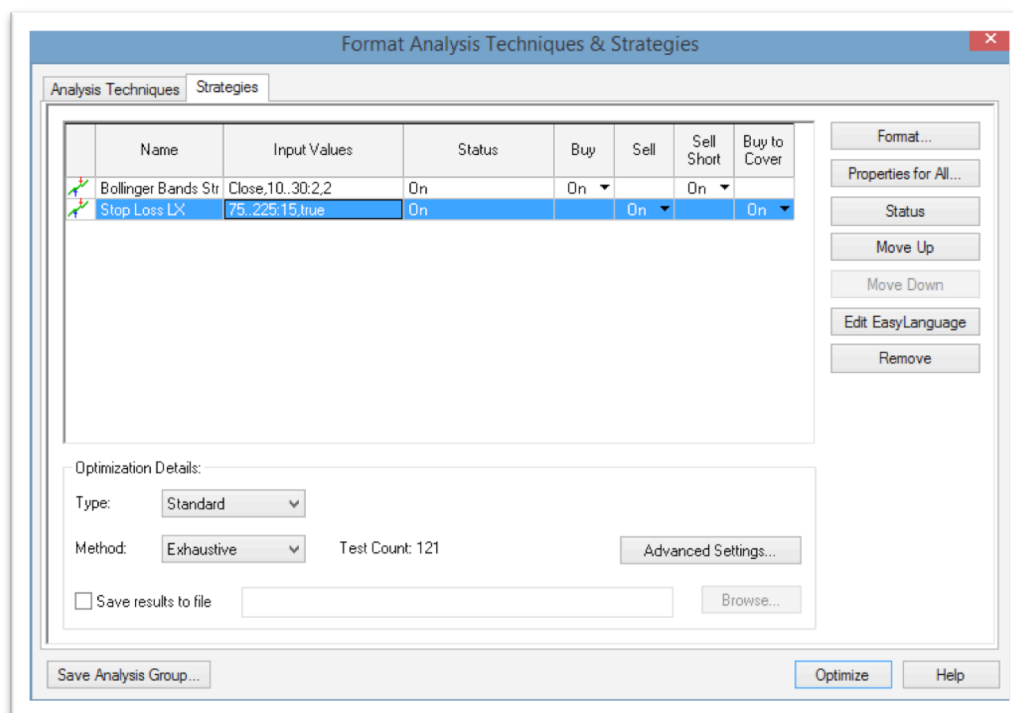 Format Analysis Techniques & Strategies
Analysis Techniques Strategies
Name Input Values Status Buy Sell Sell Short Buy to Cover
Bollinger Bands Str Close,10..30:2,2 On On On
Stop Loss LX 75..225:15,true On On On
Format...
Properties for All...
Status
Move Up
Move Down
Edit EasyLanguage
Remove
Optimization Details:
Type: Standard
Method: Exhaustive Test Count: 121 Advanced Settings...
Save results to file Browse...
Save Analysis Group... Optimize Help